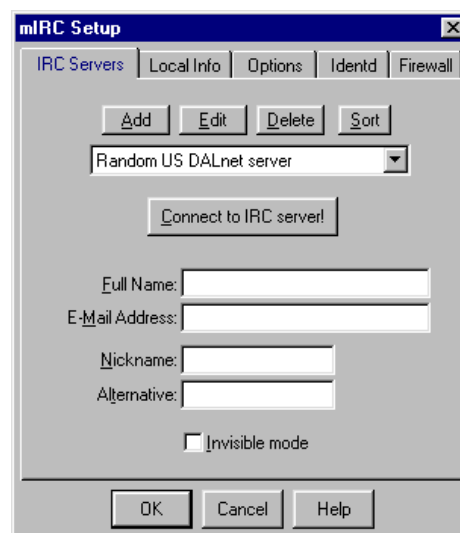 mIRC Setup
IRC Servers Local Info Options Identd Firewall
Add Edit Delete Sort
Random US DALnet server
Connect to IRC server!
Full Name:
E-Mail Address:
Nickname:
Alternative:
Invisible mode
OK Cancel Help